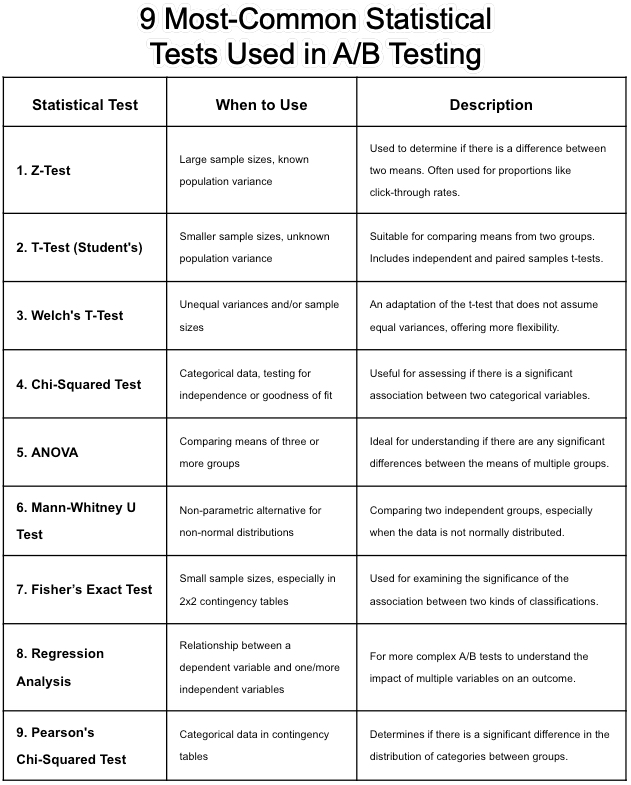 9 Most-Common Statistical
Tests Used in A/B Testing
Statistical Test
When to Use
Description
1. Z-Test
Large sample sizes, known
population variance
Used to determine if there is a difference between
two means. Often used for proportions like
click-through rates.
2. T-Test (Student's)
Smaller sample sizes, unknown
population variance
Suitable for comparing means from two groups.
Includes independent and paired samples t-tests.
3. Welch's T-Test
Unequal variances and/or sample
sizes
An adaptation of the t-test that does not assume
equal variances, offering more flexibility.
4. Chi-Squared Test
Categorical data, testing for
independence or goodness of fit
Useful for assessing if there is a significant
association between two categorical variables.
5. ANOVA
Comparing means of three or
more groups
Ideal for understanding if there are any significant
differences between the means of multiple groups.
6. Mann-Whitney U
Test
Non-parametric alternative for
non-normal distributions
Comparing two independent groups, especially
when the data is not normally distributed.
7. Fisher’s Exact Test
Small sample sizes, especially in
2x2 contingency tables
Used for examining the significance of the
association between two kinds of classifications.
8. Regression
Analysis
Relationship between a
dependent variable and one/more
independent variables
For more complex A/B tests to understand the
impact of multiple variables on an outcome.
9. Pearson's
Chi-Squared Test
Categorical data in contingency
tables
Determines if there is a significant difference in the
distribution of categories between groups.